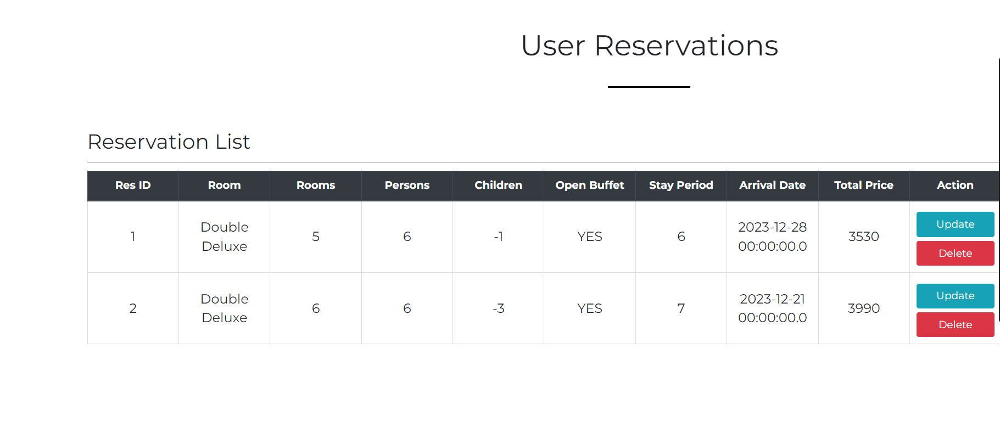 User Reservations
Reservation List
Res ID Room Rooms Persons Children Open Buffet Stay Period Arrival Date Total Price Action
1 Double Deluxe 5 6 -1 YES 6 2023-12-28 00:00:00.0 3530 Update Delete
2 Double Deluxe 6 6 -3 YES 7 2023-12-21 00:00:00.0 3990 Update Delete